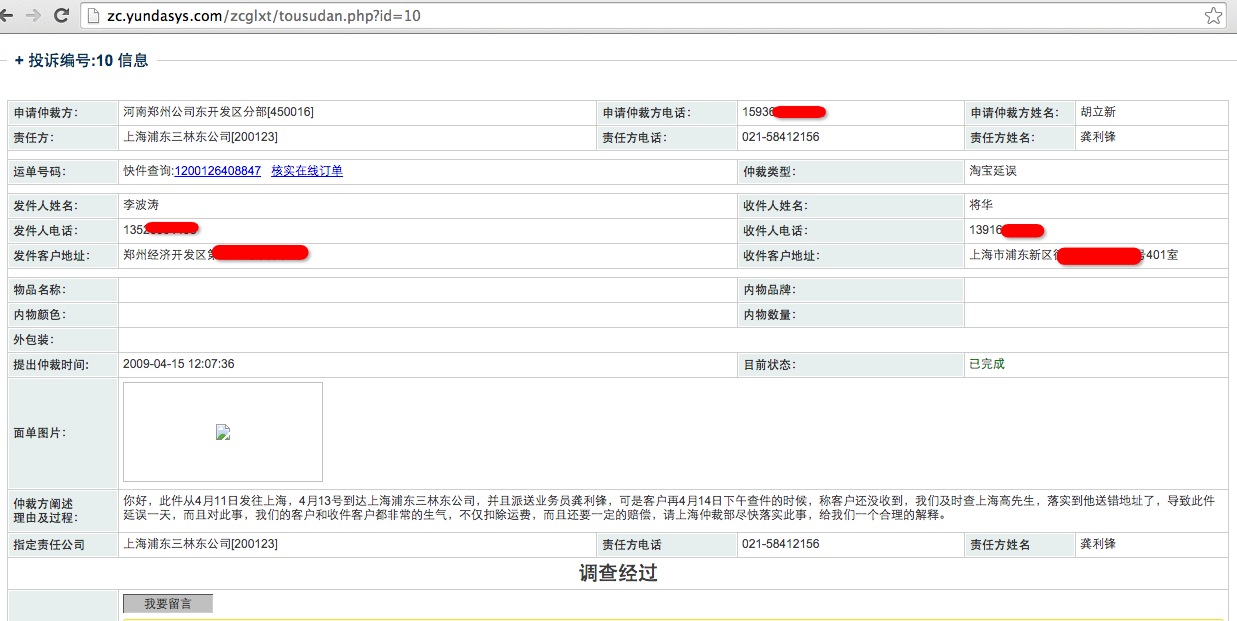 zc.yundasys.com/zcglxt/tousudan.php?id=10
+ 投诉编号:10 信息
申请仲裁方： 河南郑州公司东开发区分部[450016] 申请仲裁方电话： 15936 申请仲裁方姓名： 胡立新
责任方： 上海浦东三林东公司[200123] 责任方电话： 021-58412156 责任方姓名： 龚利锋
运单号码： 快件查询:1200126408847 核实在线订单 仲裁类型： 淘宝延误
发件人姓名： 李波涛 收件人姓名： 将华
发件人电话： 1352 收件人电话： 13916
发件客户地址： 郑州经济开发区第 收件客户地址： 上海市浦东新区 号401室
物品名称： 内物品牌：
内物颜色： 内物数量：
外包装：
提出仲裁时间： 2009-04-15 12:07:36 目前状态： 已完成
面单图片：
仲裁方阐述
理由及过程：
你好，此件从4月11日发往上海，4月13号到达上海浦东三林东公司，并且派送业务员龚利锋，可是客户再4月14日下午查件的时候，称客户还没收到，我们及时查上海高先生，落实到他送错地址了，导致此件
延误一天，而且对此事，我们的客户和收件客户都非常的生气，不仅扣除运费，而且还要一定的赔偿，请上海仲裁部尽快落实此事，给我们一个合理的解释。
指定责任公司 上海浦东三林东公司[200123] 责任方电话 021-58412156 责任方姓名 龚利锋
调查经过
我要留言